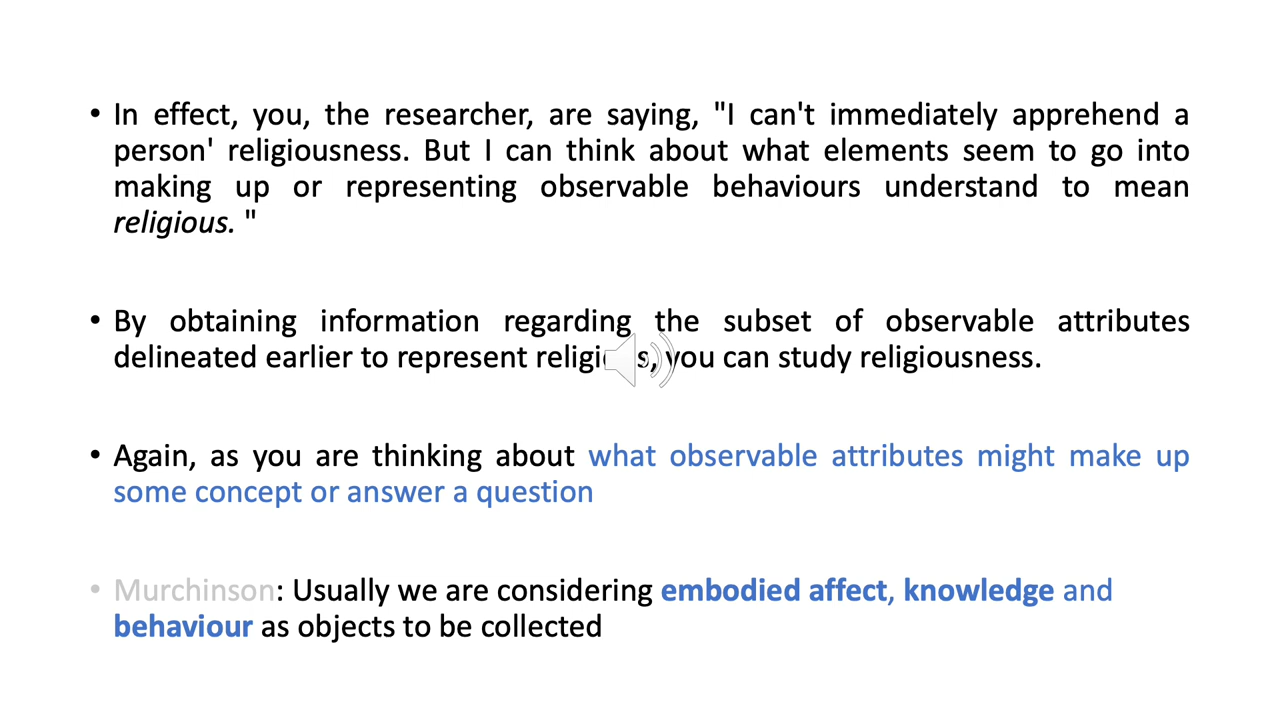 • In effect, you, the researcher, are saying, "I can't immediately apprehend a
person' religiousness. But I can think about what elements seem to go into
making up or representing observable behaviours understand to mean
religious. "
• By obtaining information regarding the subset of observable attributes
delineated earlier to represent you can study religiousness.
• Again, as you are thinking about what observable attributes might make up
some concept or answer a question
• Murchinson: Usually we are considering embodied affect, knowledge and
behaviour as objects to be collected